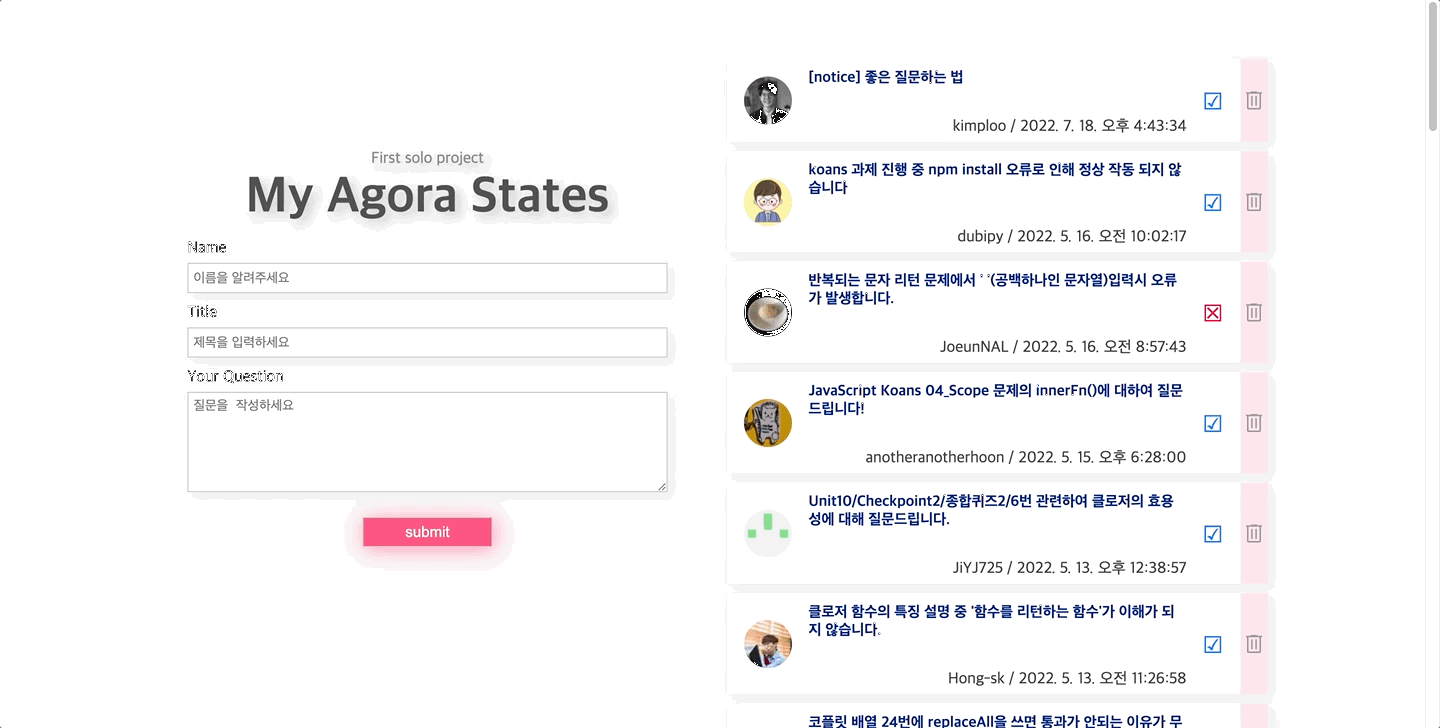 First solo project
My Agora States
Name
이름을 알려주세요
Title
제목을 입력하세요
Your Question
질문을 작성하세요
submit
[notice] 좋은 질문하는 법
kimploo / 2022. 7. 18. 오후 4:43:34
koans 과제 진행 중 npm install 오류로 인해 정상 작동 되지 않
습니다
dubipy / 2022. 5. 16. 오전 10:02:17
반복되는 문자 리턴 문제에서 ' '(공백하나인 문자열)입력시 오류
가 발생합니다.
JoeunNAL / 2022. 5. 16. 오전 8:57:43
JavaScript Koans 04_Scope 문제의 innerFn()에 대하여 질문
드립니다!
anotheranotherhoon / 2022. 5. 15. 오후 6:28:00
Unit10/Checkpoint2/종합퀴즈2/6번 관련하여 클로저의 효용
성에 대해 질문드립니다.
JiYJ725 / 2022. 5. 13. 오후 12:38:57
클로저 함수의 특징 설명 중 '함수를 리턴하는 함수'가 이해가 되
지 않습니다.
Hong-sk / 2022. 5. 13. 오전 11:26:58
코플릿 배열 24번에 replaceAll을 쓰면 통과가 안되는 이유가 무